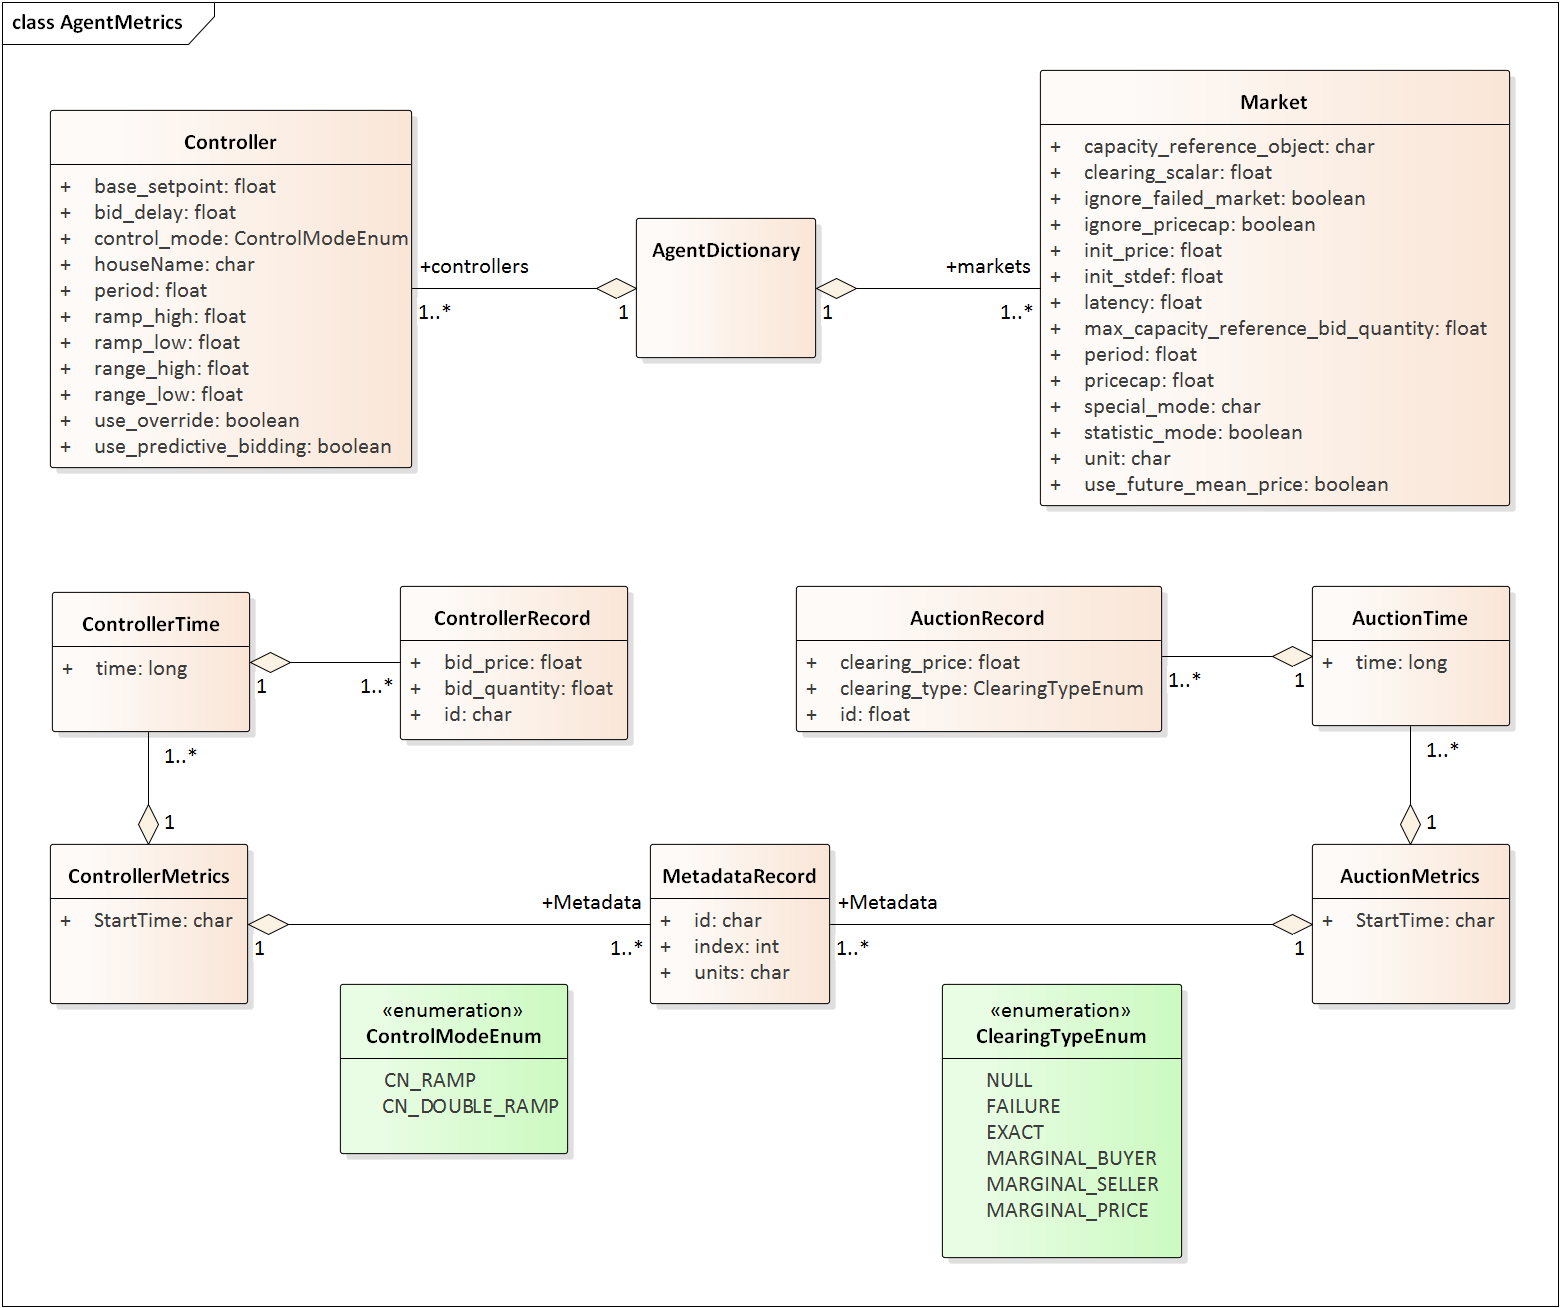 class AgentMetrics
Controller
+ base_setpoint: float
+ bid_delay: float
+ control_mode: ControlModeEnum
+ houseName: char
+ period: float
+ ramp_high: float
+ ramp_low: float
+ range_high: float
+ range_low: float
+ use_override: boolean
+ use_predictive_bidding: boolean
+controllers
1..*
1
AgentDictionary
1
+markets
1..*
Market
+ capacity_reference_object: char
+ clearing_scalar: float
+ ignore_failed_market: boolean
+ ignore_pricecap: boolean
+ init_price: float
+ init_stdef: float
+ latency: float
+ max_capacity_reference_bid_quantity: float
+ period: float
+ pricecap: float
+ special_mode: char
+ statistic_mode: boolean
+ unit: char
+ use_future_mean_price: boolean
ControllerTime
+ time: long
1
1..*
ControllerRecord
+ bid_price: float
+ bid_quantity: float
+ id: char
AuctionRecord
+ clearing_price: float
+ clearing_type: ClearingTypeEnum
+ id: float
1..*
1
AuctionTime
+ time: long
1..*
1
1..*
1
ControllerMetrics
+ StartTime: char
1
+Metadata
1..*
MetadataRecord
+ id: char
+ index: int
+ units: char
+Metadata
1..*
1
AuctionMetrics
+ StartTime: char
«enumeration»
ControlModeEnum
CN_RAMP
CN_DOUBLE_RAMP
«enumeration»
ClearingTypeEnum
NULL
FAILURE
EXACT
MARGINAL_BUYER
MARGINAL_SELLER
MARGINAL_PRICE